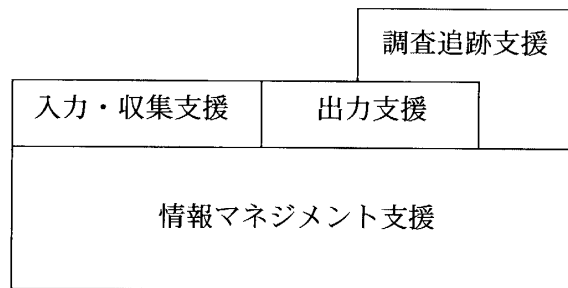 調査追跡支援
入力・収集支援
出力支援
情報マネジメント支援